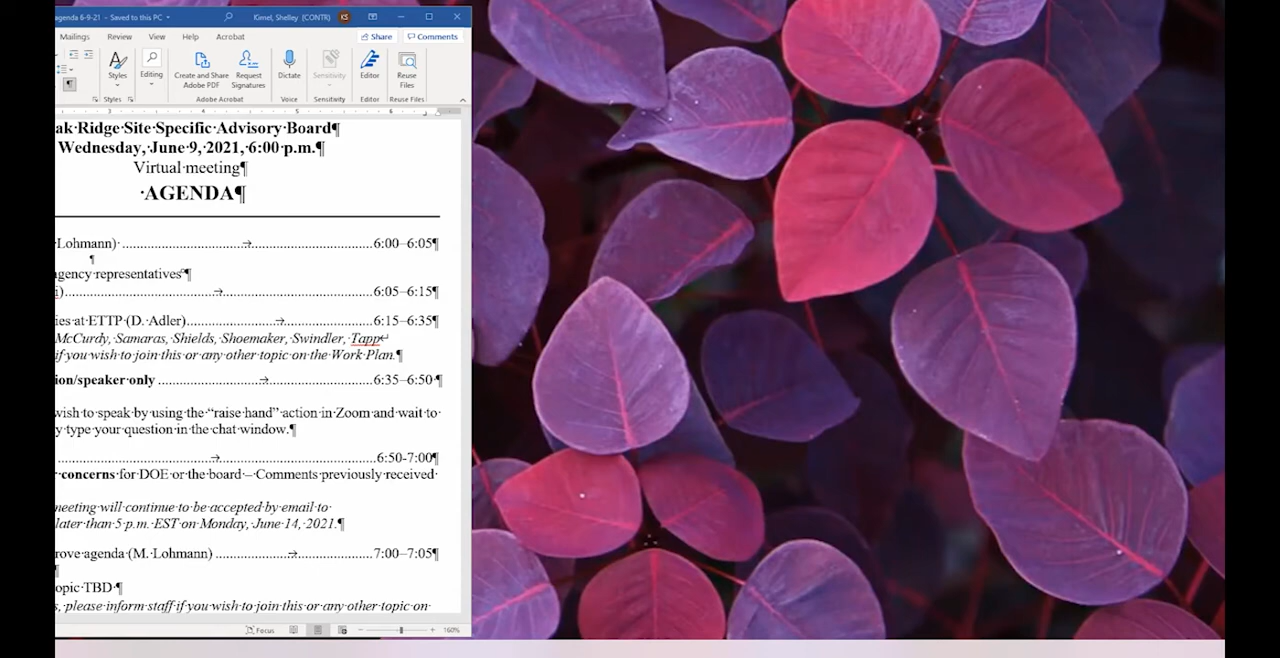 agenda 6-9-21 - Saved to this PC
Kimel, Shelley (CONTR) KS
Mailings Review View Help Acrobat Share Comments
Styles Editing Create and Share Adobe PDF Request Signatures Dictate Sensitivity Editor Reuse Files
Styles Adobe Acrobat Voice Sensitivity Editor Reuse Files
3 4 5 6
ak·Ridge·Site·Specific·Advisory·Board¶
Wednesday,·June·9,·2021,·6:00·p.m.¶
Virtual·meeting¶
·AGENDA¶
Lohmann)· ........→........6:00–6:05¶
¶
gency·representatives¶
i)........→........6:05–6:15¶
ies·at·ETTP·(D.·Adler)........→........6:15–6:35¶
McCurdy,·Samaras,·Shields,·Shoemaker,·Swindler,·Tapp↵
if·you·wish·to·join·this·or·any·other·topic·on·the·Work·Plan.¶
ion/speaker·only ........→........6:35–6:50·¶
wish·to·speak·by·using·the·“raise·hand”·action·in·Zoom·and·wait·to·
y·type·your·question·in·the·chat·window.¶
........→........6:50-7:00¶
concerns·for·DOE·or·the·board·–·Comments·previously·received·
meeting·will·continue·to·be·accepted·by·email·to·
later·than·5·p.m.·EST·on·Monday,·June·14,·2021.¶
rove·agenda·(M.·Lohmann) ........→........7:00–7:05¶
¶
opic·TBD·¶
s,·please·inform·staff·if·you·wish·to·join·this·or·any·other·topic·on·
Focus 160%